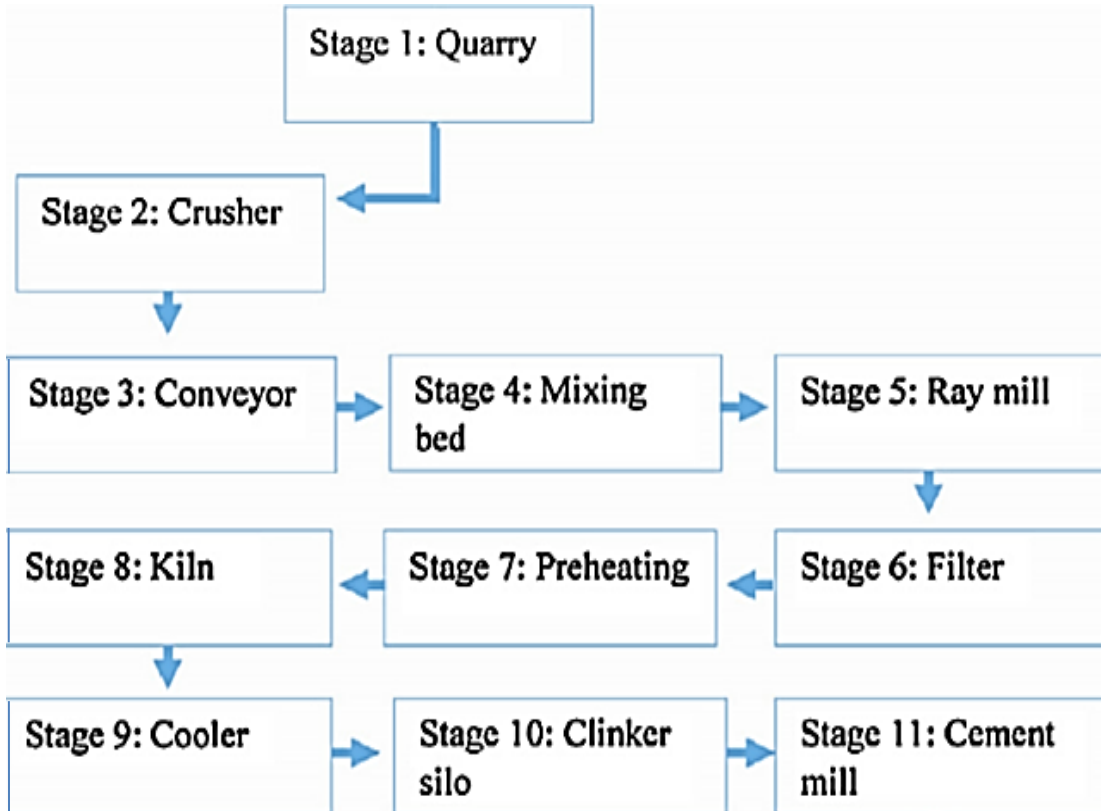 Stage 1: Quarry
Stage 2: Crusher
Stage 3: Conveyor
Stage 4: Mixing
bed
Stage 5: Ray mill
Stage 6: Filter
Stage 7: Preheating
Stage 8: Kiln
Stage 9: Cooler
Stage 10: Clinker
silo
Stage 11: Cement
mill